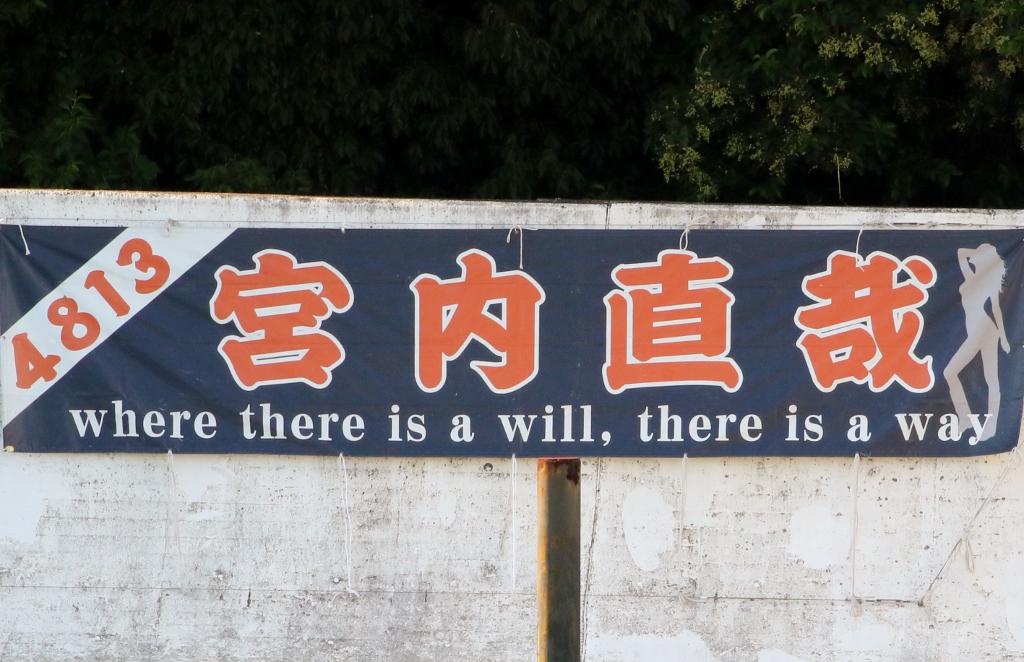 4813
宮内直哉
where there is a will, there is a way